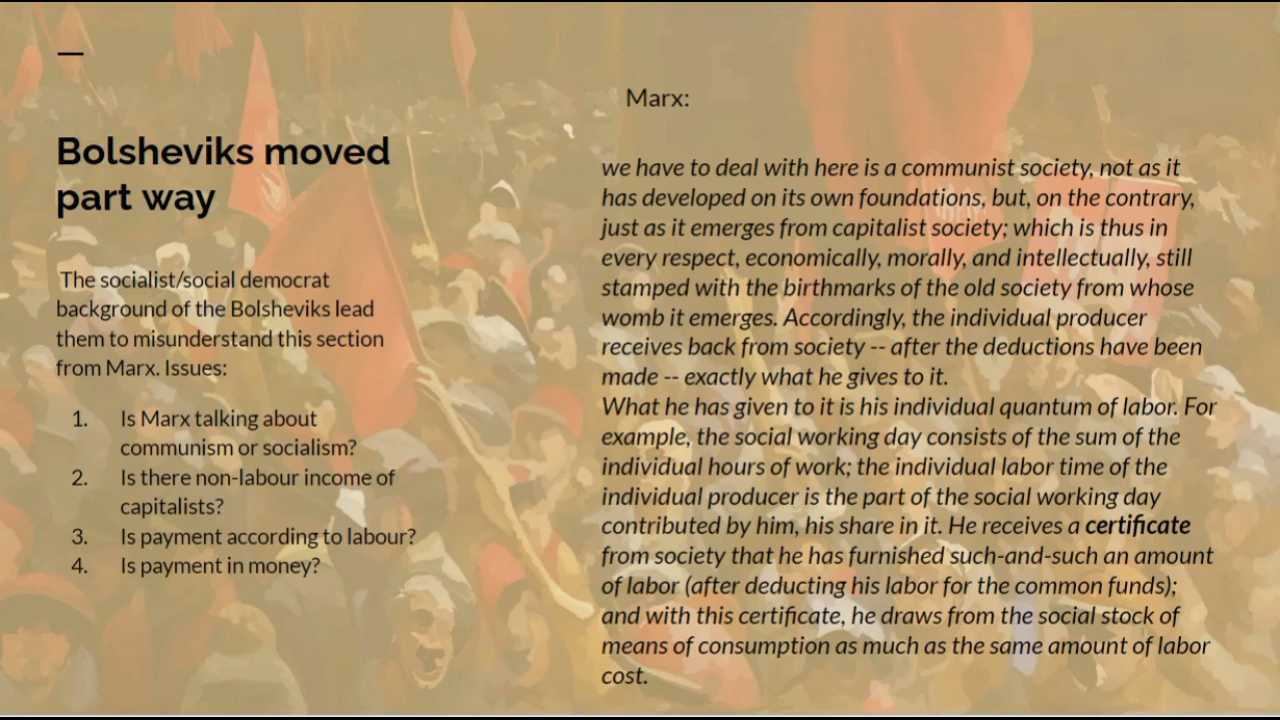 Bolsheviks moved
part way
The socialist/social democrat
background of the Bolsheviks lead
them to misunderstand this section
from Marx. Issues:
1. Is Marx talking about
communism or socialism?
2. Is there non-labour income of
capitalists?
3. Is payment according to labour?
4. Is payment in money?
Marx:
we have to deal with here is a communist society, not as it
has developed on its own foundations, but, on the contrary,
just as it emerges from capitalist society; which is thus in
every respect, economically, morally, and intellectually, still
stamped with the birthmarks of the old society from whose
womb it emerges. Accordingly, the individual producer
receives back from society -- after the deductions have been
made -- exactly what he gives to it.
What he has given to it is his individual quantum of labor. For
example, the social working day consists of the sum of the
individual hours of work; the individual labor time of the
individual producer is the part of the social working day
contributed by him, his share in it. He receives a certificate
from society that he has furnished such-and-such an amount
of labor (after deducting his labor for the common funds);
and with this certificate, he draws from the social stock of
means of consumption as much as the same amount of labor
cost.